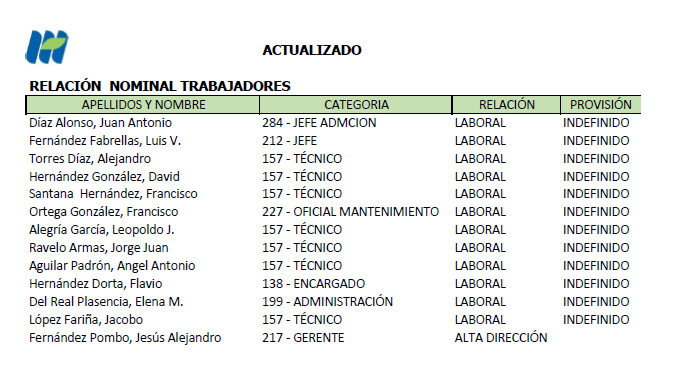 ACTUALIZADO
RELACIÓN NOMINAL TRABAJADORES
APELLIDOS Y NOMBRE CATEGORIA RELACIÓN PROVISIÓN
Díaz Alonso, Juan Antonio 284 - JEFE ADMCION LABORAL INDEFINIDO
Fernández Fabrellas, Luis V. 212 - JEFE LABORAL INDEFINIDO
Torres Díaz, Alejandro 157 - TÉCNICO LABORAL INDEFINIDO
Hernández González, David 157 - TÉCNICO LABORAL INDEFINIDO
Santana Hernández, Francisco 157 - TÉCNICO LABORAL INDEFINIDO
Ortega González, Francisco 227 - OFICIAL MANTENIMIENTO LABORAL INDEFINIDO
Alegría García, Leopoldo J. 157 - TÉCNICO LABORAL INDEFINIDO
Ravelo Armas, Jorge Juan 157 - TÉCNICO LABORAL INDEFINIDO
Aguilar Padrón, Angel Antonio 157 - TÉCNICO LABORAL INDEFINIDO
Hernández Dorta, Flavio 138 - ENCARGADO LABORAL INDEFINIDO
Del Real Plasencia, Elena M. 199 - ADMINISTRACIÓN LABORAL INDEFINIDO
López Fariña, Jacobo 157 - TÉCNICO LABORAL INDEFINIDO
Fernández Pombo, Jesús Alejandro 217 - GERENTE ALTA DIRECCIÓN